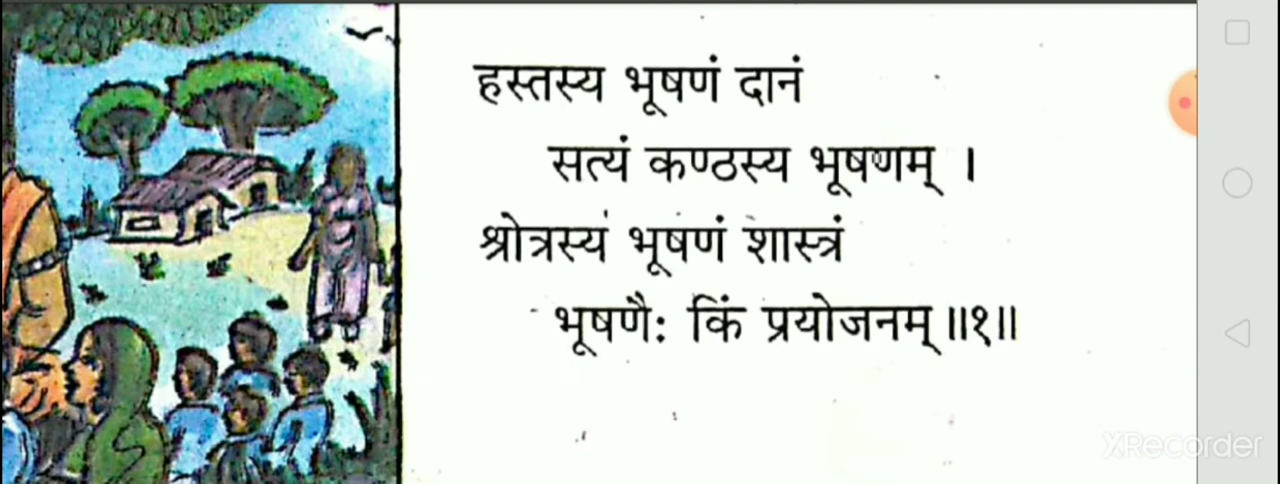 हस्तस्य भूषणं दानं
सत्यं कण्ठस्य भूषणम् ।
श्रोत्रस्य भूषणं शास्त्रं
भूषणैः किं प्रयोजनम् ॥१॥
XRecorder